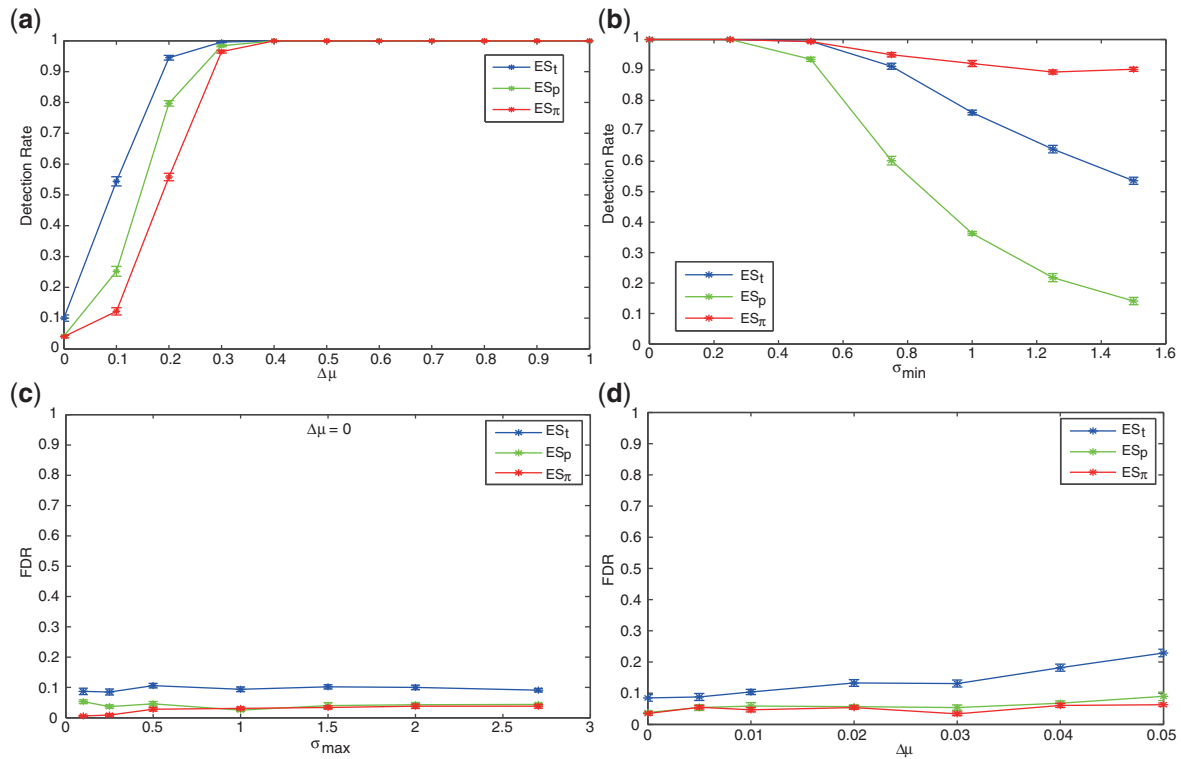 (a)
Detection Rate
1
0.9
0.8
0.7
0.6
0.5
0.4
0.3
0.2
0.1
0
0 0.1 0.2 0.3 0.4 0.5 0.6 0.7 0.8 0.9 1
Δμ
ESt
ESp
ESπ
(b)
Detection Rate
1
0.9
0.8
0.7
0.6
0.5
0.4
0.3
0.2
0.1
0
0 0.2 0.4 0.6 0.8 1 1.2 1.4 1.6
σmin
ESt
ESp
ESπ
(c)
FDR
1
0.9
0.8
0.7
0.6
0.5
0.4
0.3
0.2
0.1
0
0 0.5 1 1.5 2 2.5 3
σmax
Δμ = 0
ESt
ESp
ESπ
(d)
FDR
1
0.9
0.8
0.7
0.6
0.5
0.4
0.3
0.2
0.1
0
0 0.01 0.02 0.03 0.04 0.05
Δμ
ESt
ESp
ESπ